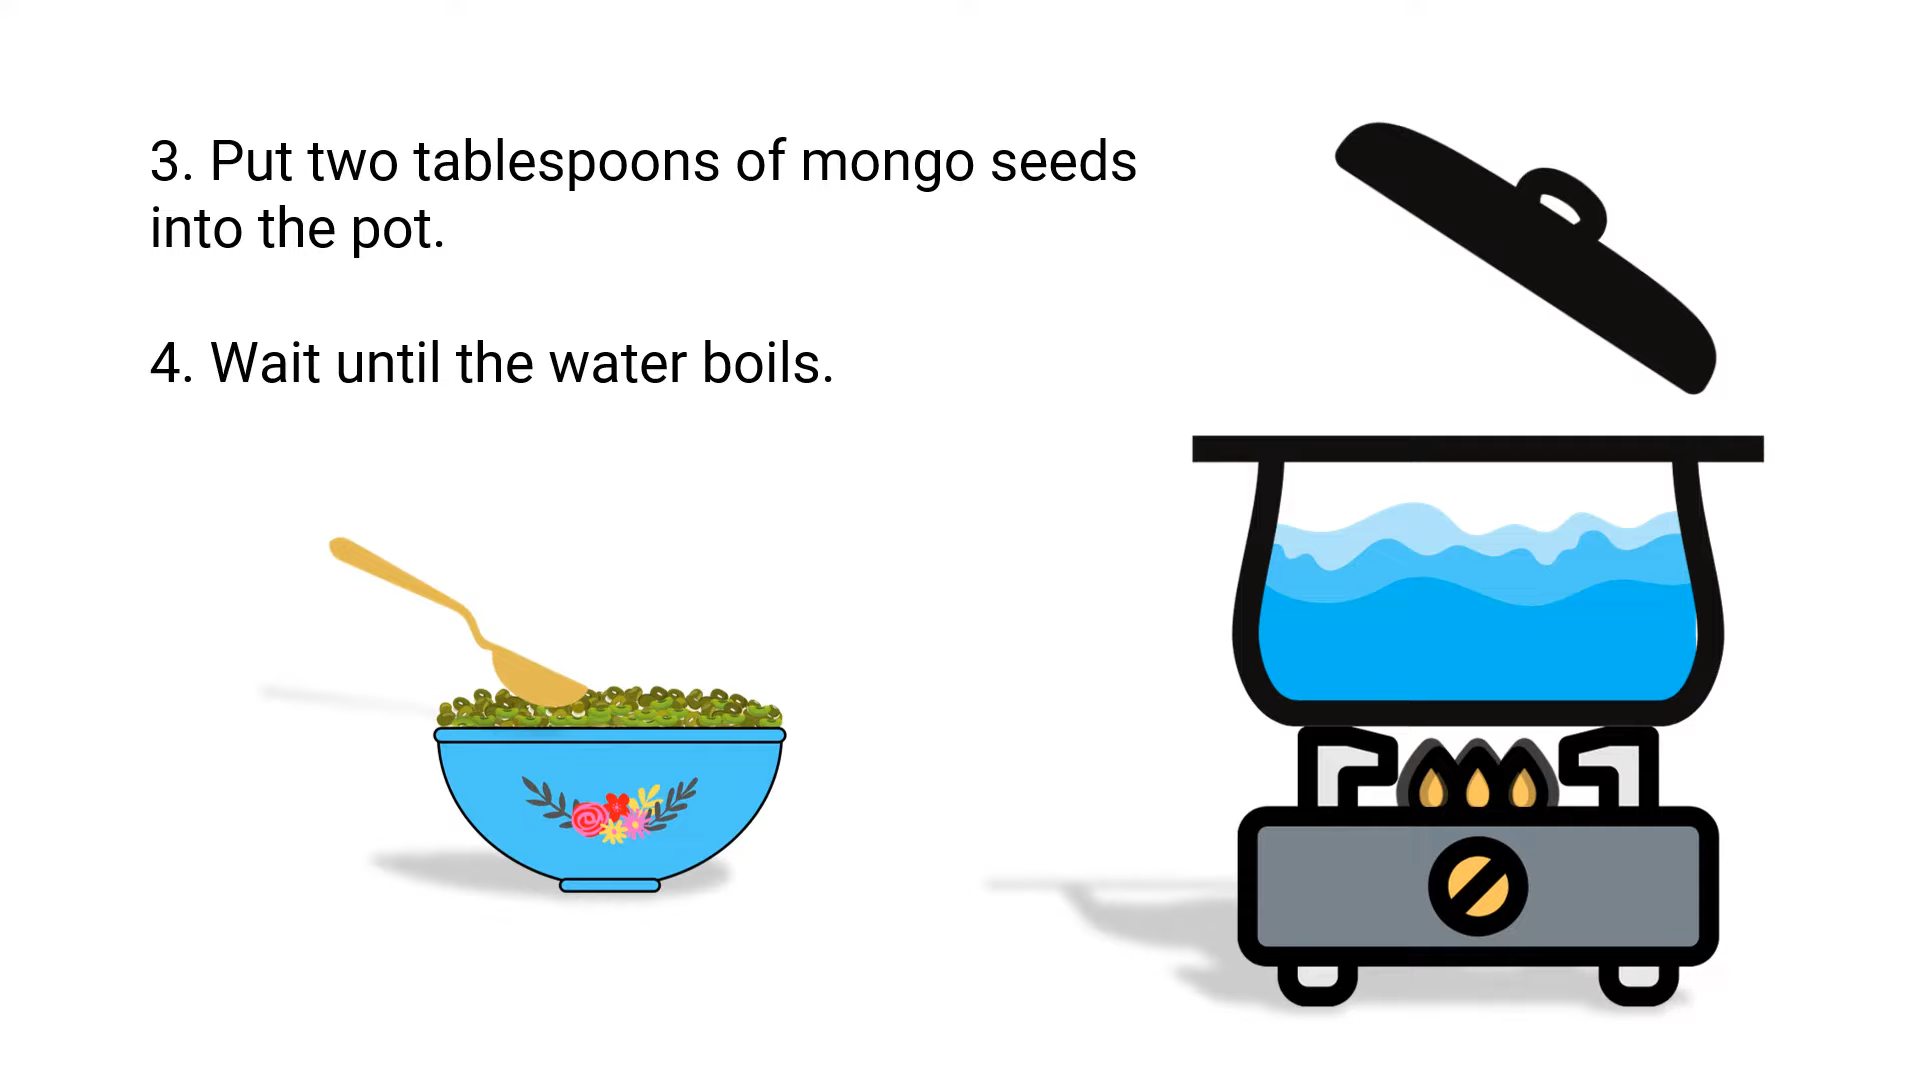 3. Put two tablespoons of mongo seeds
into the pot.
4. Wait until the water boils.